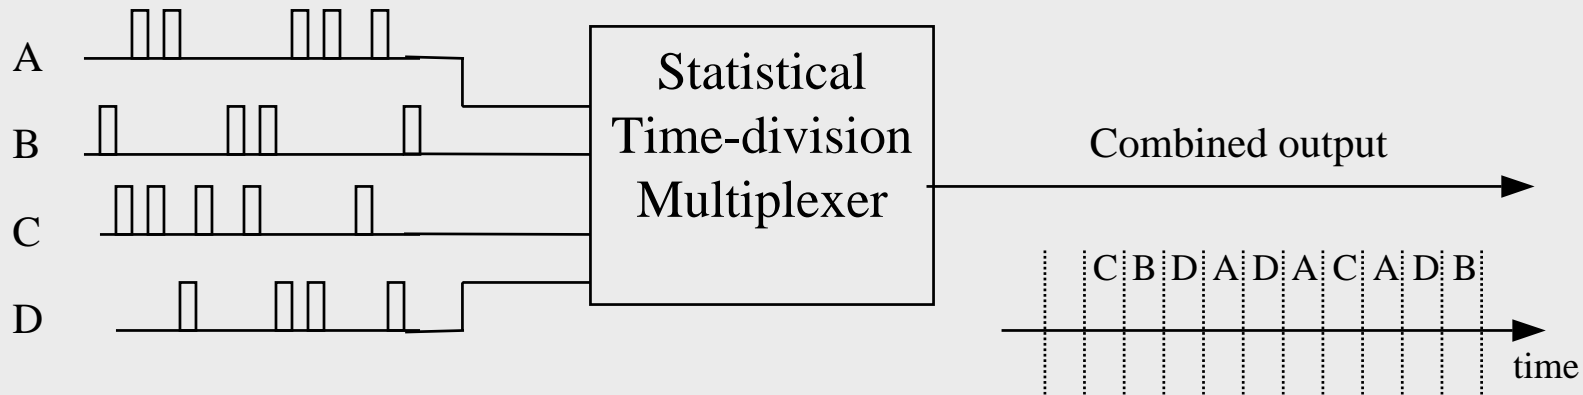 A
B
C
D
Statistical
Time-division
Multiplexer
Combined output
C B D A D A C A D B
time